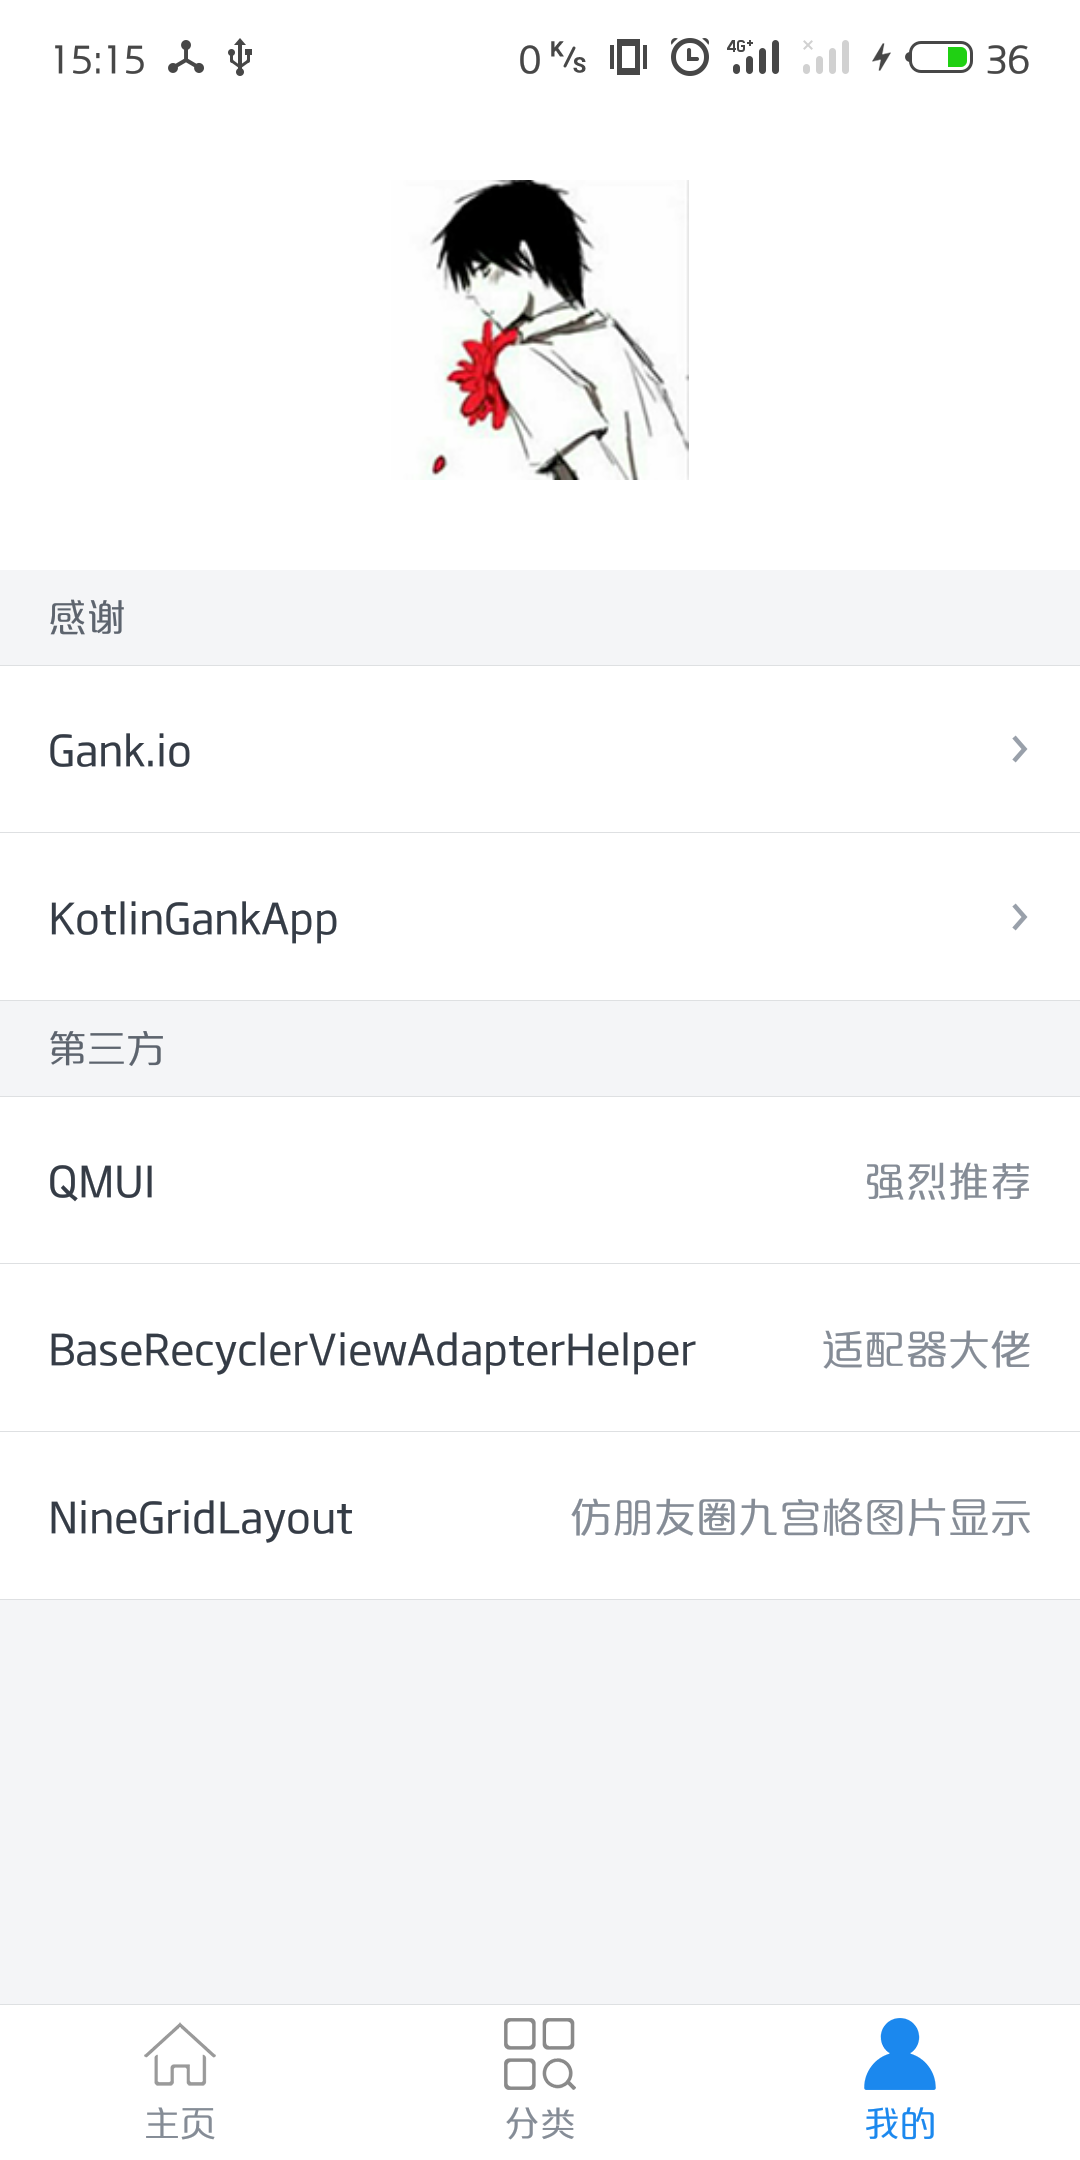 15:15
0 K/s 4G+ 36
感谢
Gank.io
KotlinGankApp
第三方
QMUI 强烈推荐
BaseRecyclerViewAdapterHelper 适配器大佬
NineGridLayout 仿朋友圈九宫格图片显示
主页 分类 我的